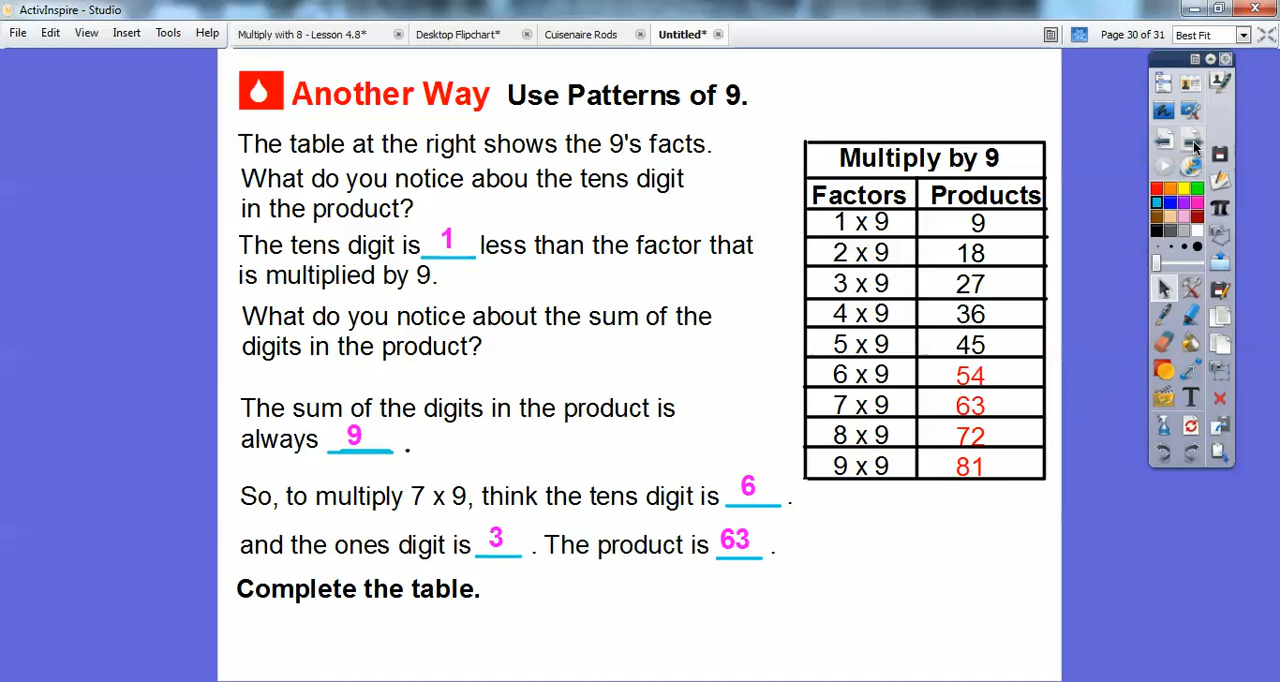 ActivInspire - Studio
File Edit View Insert Tools Help
Multiply with 8 - Lesson 4.8* Desktop Flipchart* Cuisenaire Rods Untitled* Page 30 of 31 Best Fit
Another Way Use Patterns of 9.
The table at the right shows the 9's facts.
What do you notice abou the tens digit
in the product?
The tens digit is 1 less than the factor that
is multiplied by 9.
What do you notice about the sum of the
digits in the product?
The sum of the digits in the product is
always 9 .
So, to multiply 7 x 9, think the tens digit is 6 .
and the ones digit is 3 . The product is 63 .
Complete the table.
Multiply by 9
Factors Products
1 x 9 9
2 x 9 18
3 x 9 27
4 x 9 36
5 x 9 45
6 x 9 54
7 x 9 63
8 x 9 72
9 x 9 81